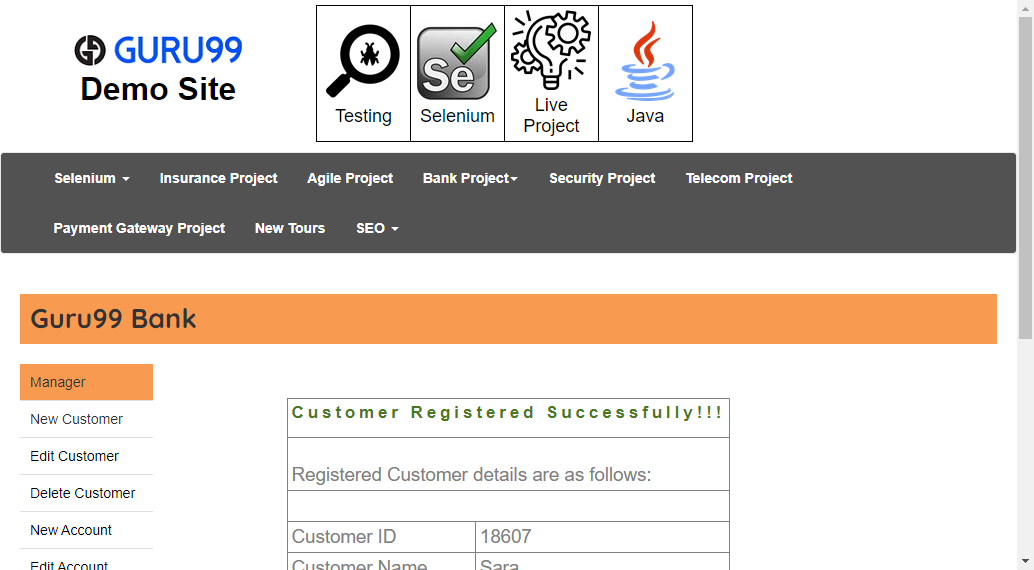 GURU99
Demo Site
Testing
Selenium
Live
Project
Java
Selenium
Insurance Project
Agile Project
Bank Project
Security Project
Telecom Project
Payment Gateway Project
New Tours
SEO
Guru99 Bank
Manager
New Customer
Edit Customer
Delete Customer
New Account
Edit Account
Customer Registered Successfully!!!
Registered Customer details are as follows:
Customer ID 18607
Customer Name Sara